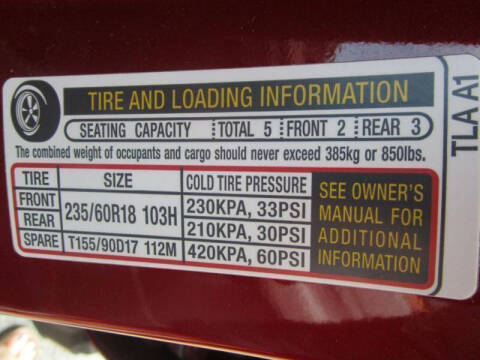 TIRE AND LOADING INFORMATION
SEATING CAPACITY TOTAL 5 FRONT 2 REAR 3
The combined weight of occupants and cargo should never exceed 385kg or 850lbs.
TIRE SIZE COLD TIRE PRESSURE
FRONT 235/60R18 103H 230KPA, 33PSI
REAR 210KPA, 30PSI
SPARE T155/90D17 112M 420KPA, 60PSI
SEE OWNER'S
MANUAL FOR
ADDITIONAL
INFORMATION
TLA A1